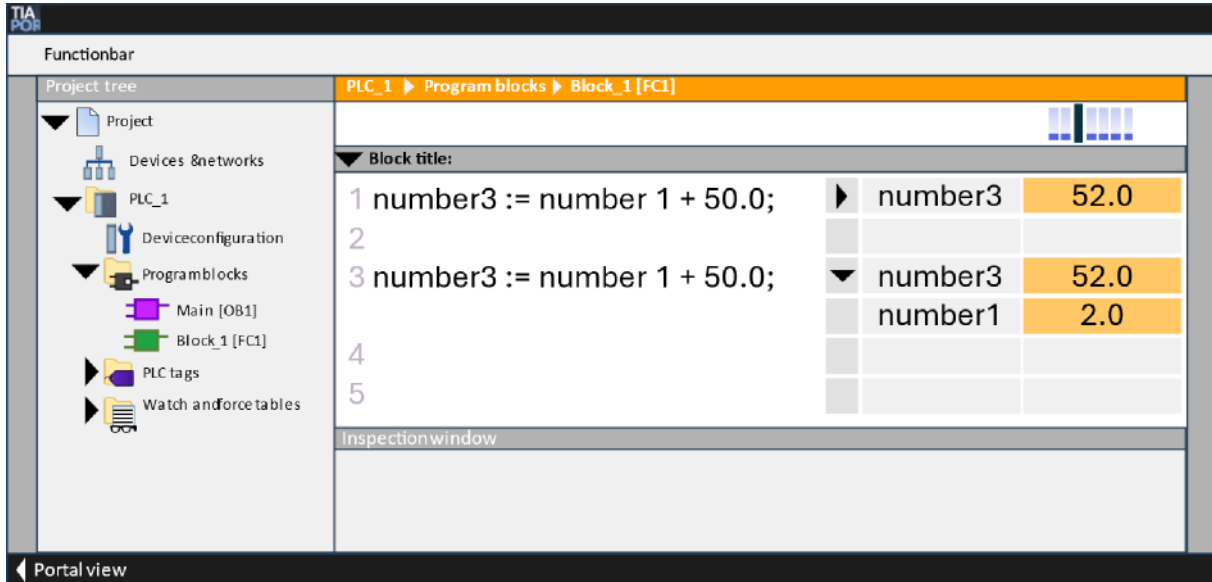 TIA
POR
Functionbar
Project tree
PLC_1 Program blocks Block_1 [FC1]
Project
Devices &networks
PLC_1
Deviceconfiguration
Programblocks
Main [OB1]
Block_1 [FC1]
PLC tags
Watch andforcetables
Block title:
1 number3 := number 1 + 50.0; number3 52.0
2
3 number3 := number 1 + 50.0; number3 52.0
number1 2.0
4
5
Inspectionwindow
Portal view